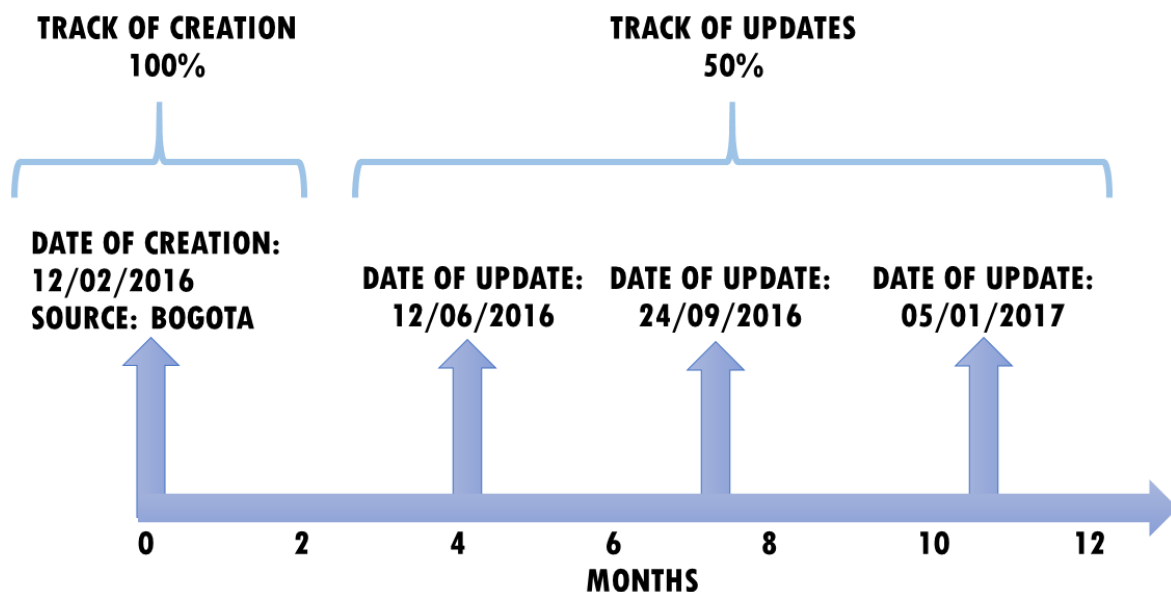 TRACK OF CREATION
100%
TRACK OF UPDATES
50%
DATE OF CREATION:
12/02/2016
SOURCE: BOGOTA
DATE OF UPDATE:
12/06/2016
DATE OF UPDATE:
24/09/2016
DATE OF UPDATE:
05/01/2017
0 2 4 6 8 10 12
MONTHS